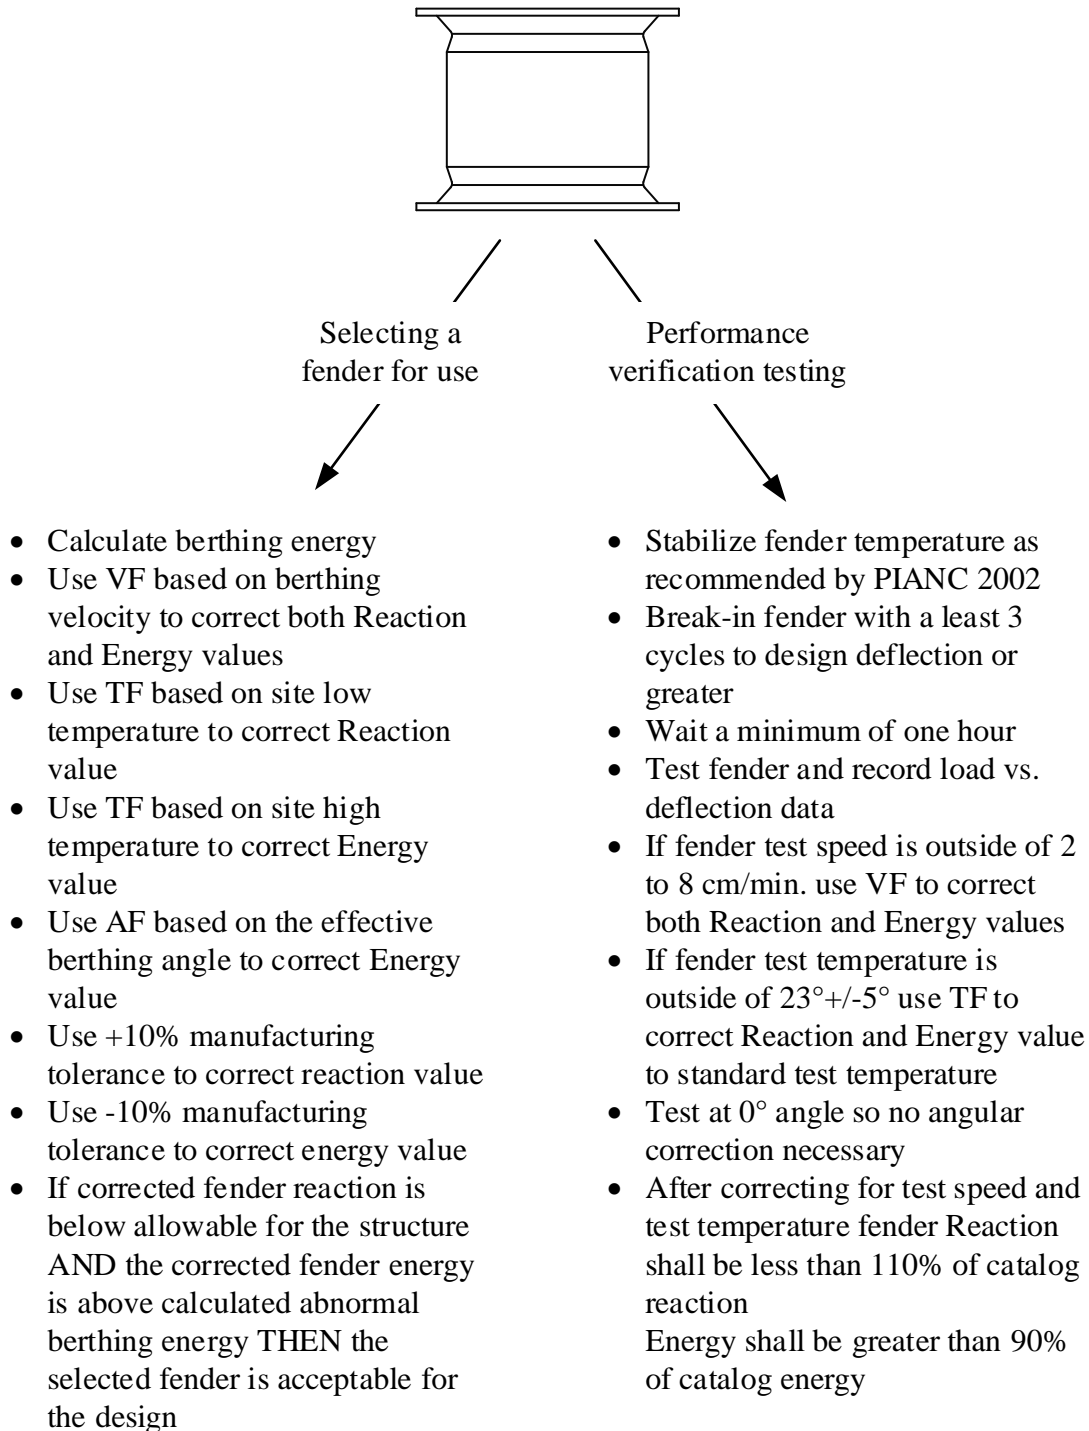 Selecting a
fender for use
Performance
verification testing
• Calculate berthing energy
• Use VF based on berthing
velocity to correct both Reaction
and Energy values
• Use TF based on site low
temperature to correct Reaction
value
• Use TF based on site high
temperature to correct Energy
value
• Use AF based on the effective
berthing angle to correct Energy
value
• Use +10% manufacturing
tolerance to correct reaction value
• Use -10% manufacturing
tolerance to correct energy value
• If corrected fender reaction is
below allowable for the structure
AND the corrected fender energy
is above calculated abnormal
berthing energy THEN the
selected fender is acceptable for
the design
• Stabilize fender temperature as
recommended by PIANC 2002
• Break-in fender with a least 3
cycles to design deflection or
greater
• Wait a minimum of one hour
• Test fender and record load vs.
deflection data
• If fender test speed is outside of 2
to 8 cm/min. use VF to correct
both Reaction and Energy values
• If fender test temperature is
outside of 23°+/-5° use TF to
correct Reaction and Energy value
to standard test temperature
• Test at 0° angle so no angular
correction necessary
• After correcting for test speed and
test temperature fender Reaction
shall be less than 110% of catalog
reaction
Energy shall be greater than 90%
of catalog energy